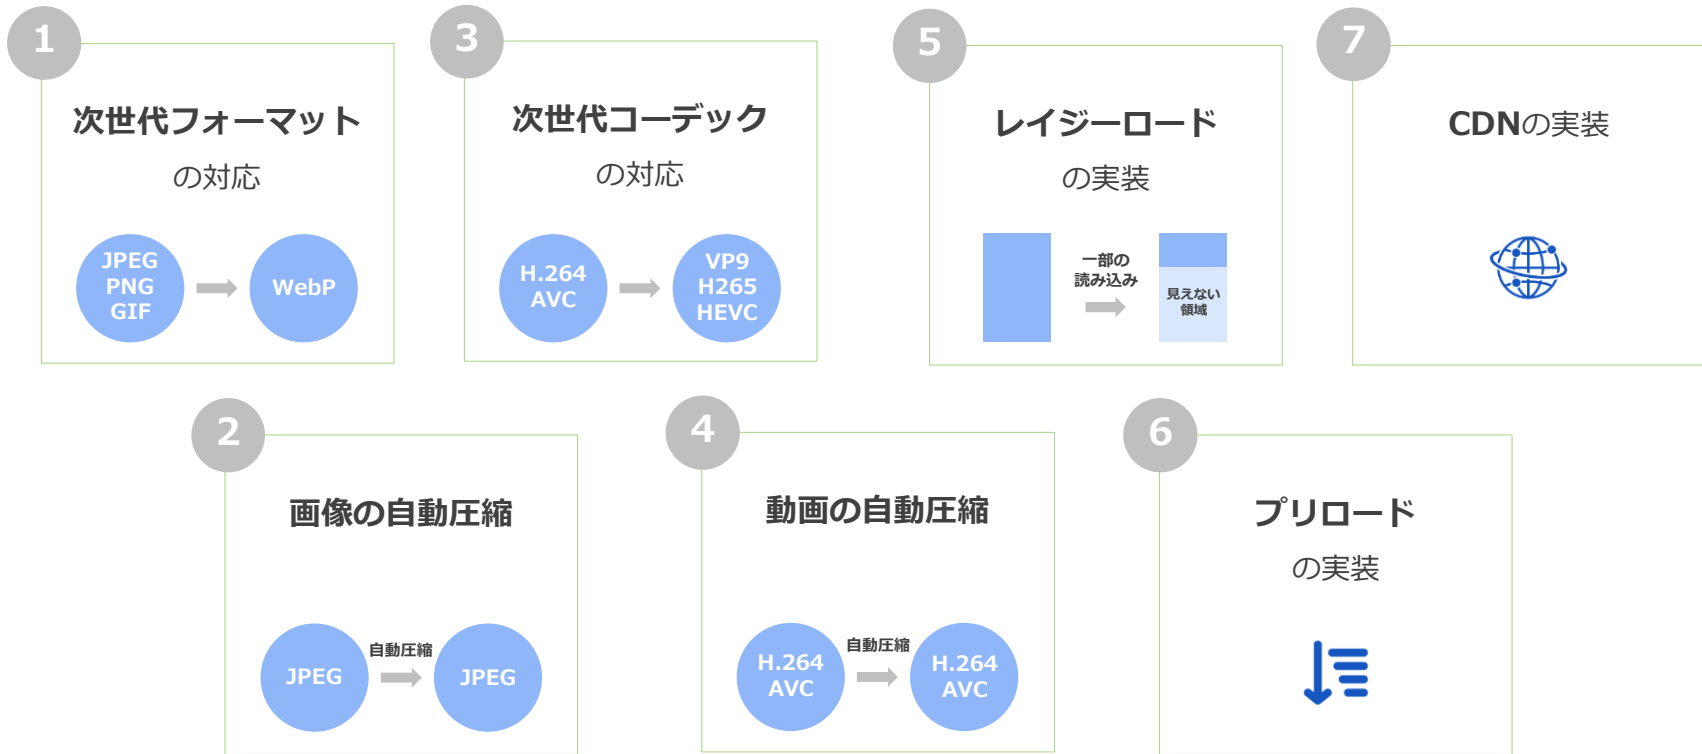 1
次世代フォーマット
の対応
JPEG
PNG
GIF
WebP
2
画像の自動圧縮
JPEG
自動圧縮
JPEG
3
次世代コーデック
の対応
H.264
AVC
VP9
H265
HEVC
4
動画の自動圧縮
H.264
AVC
自動圧縮
H.264
AVC
5
レイジーロード
の実装
一部の
読み込み
見えない
領域
6
プリロード
の実装
7
CDNの実装